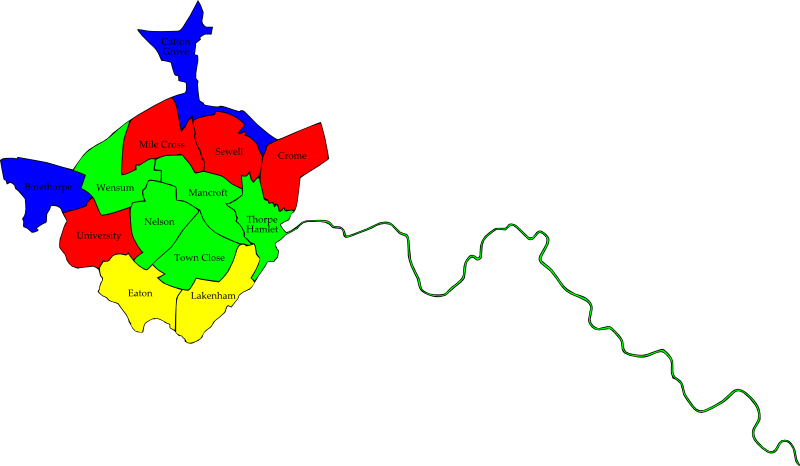 Catton
Grove
Mile Cross
Sewell
Crome
Bowthorpe
Wensum
Mancroft
Nelson
Thorpe
Hamlet
University
Town Close
Eaton
Lakenham